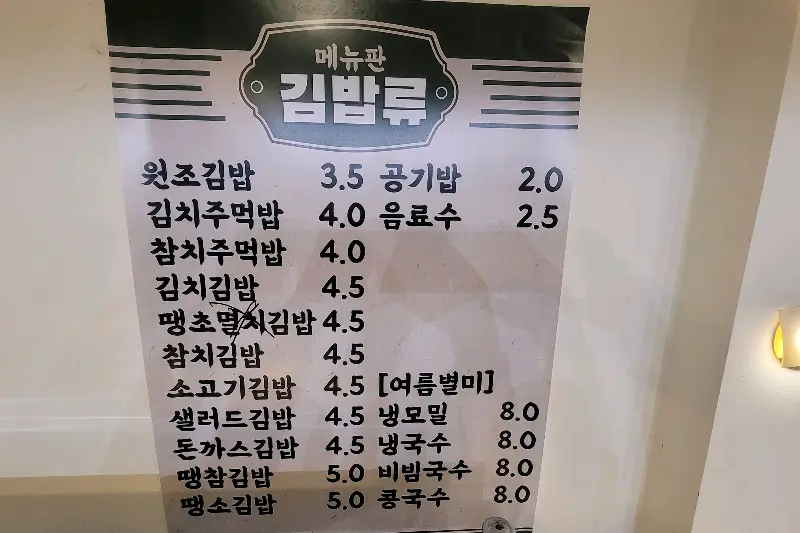 메뉴판
김밥류
원조김밥 3.5 공기밥 2.0
김치주먹밥 4.0 음료수 2.5
참치주먹밥 4.0
김치김밥 4.5
땡초멸치김밥 4.5
참치김밥 4.5
소고기김밥 4.5 [여름별미]
샐러드김밥 4.5 냉모밀 8.0
돈까스김밥 4.5 냉국수 8.0
땡참김밥 5.0 비빔국수 8.0
땡소김밥 5.0 콩국수 8.0